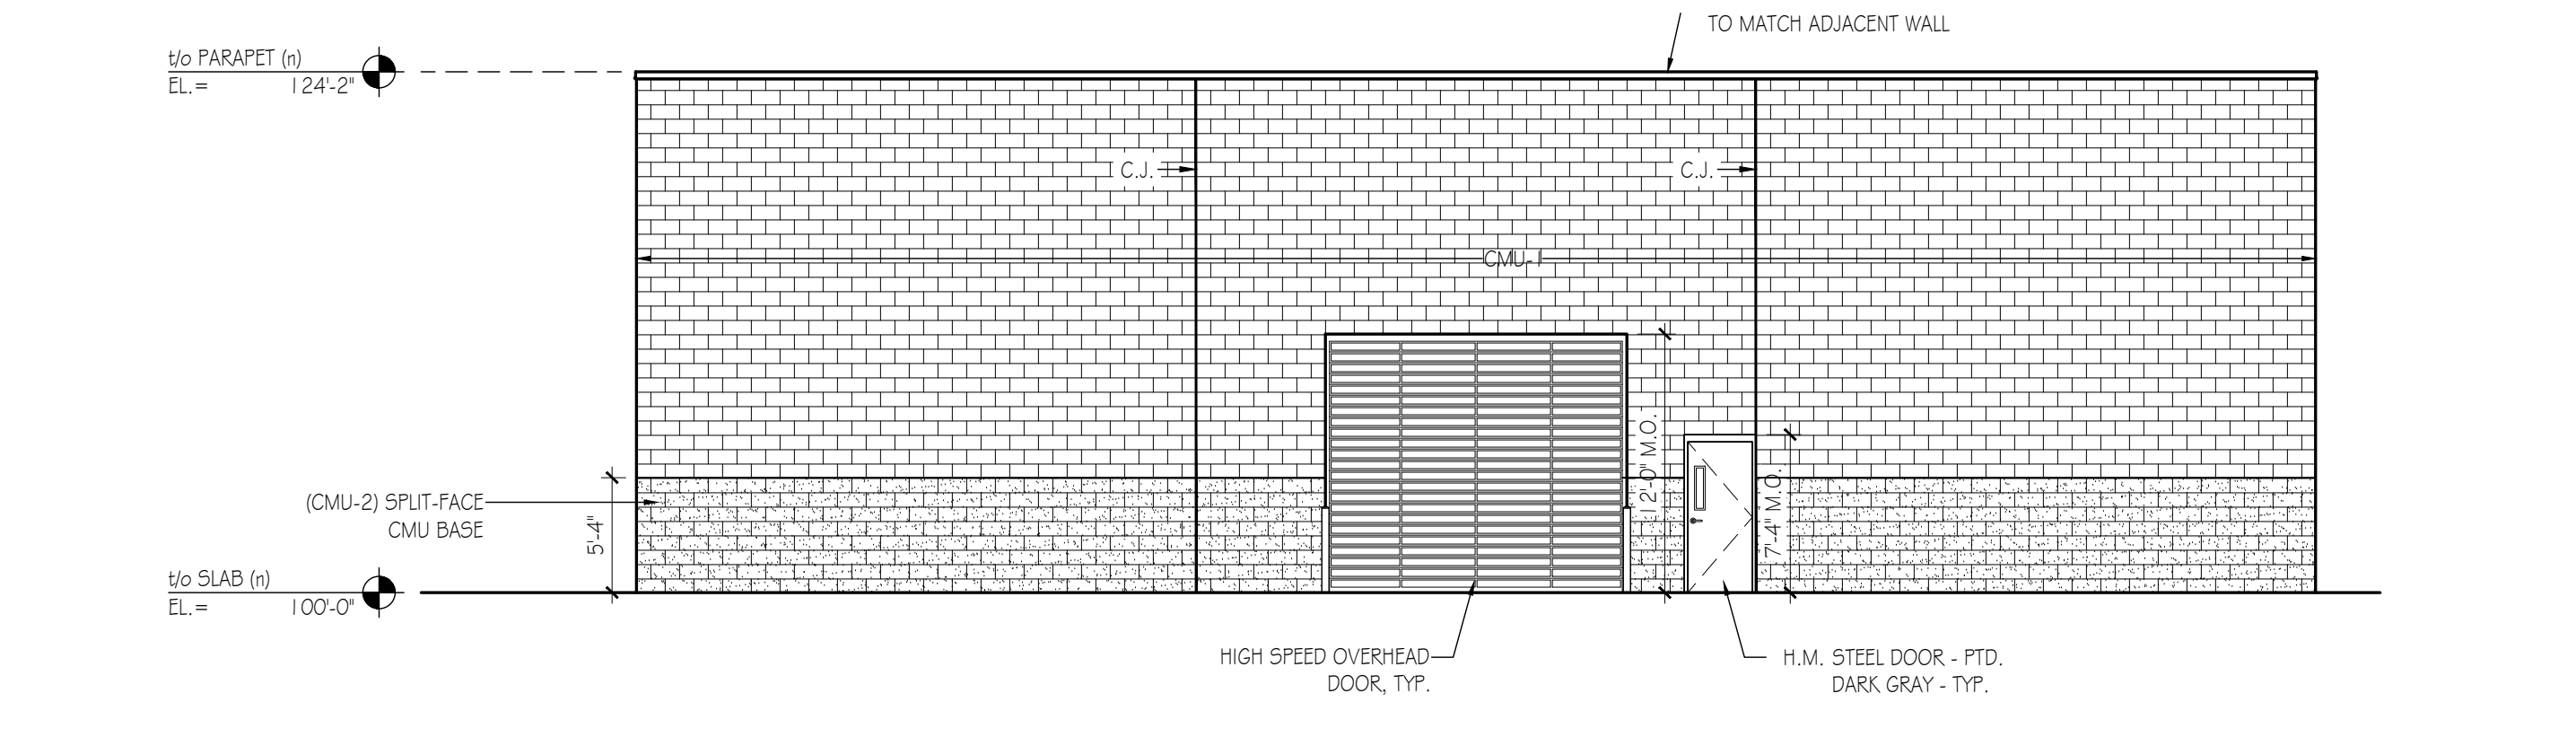 TO MATCH ADJACENT WALL
t/o PARAPET (n)
EL.= 124'-2"
C.J.
C.J.
CMU-1
(CMU-2) SPLIT-FACE
CMU BASE
5'-4"
12'-0" M.O.
7'-4" M.O.
t/o SLAB (n)
EL.= 100'-0"
HIGH SPEED OVERHEAD
DOOR, TYP.
H.M. STEEL DOOR - PTD.
DARK GRAY - TYP.